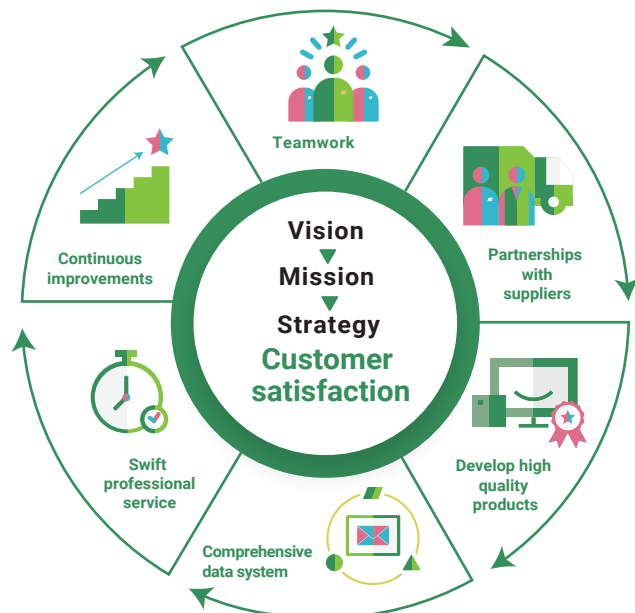 Teamwork
Partnerships
with
suppliers
Develop high
quality
products
Comprehensive
data system
Swift
professional
service
Continuous
improvements
Vision
Mission
Strategy
Customer
satisfaction